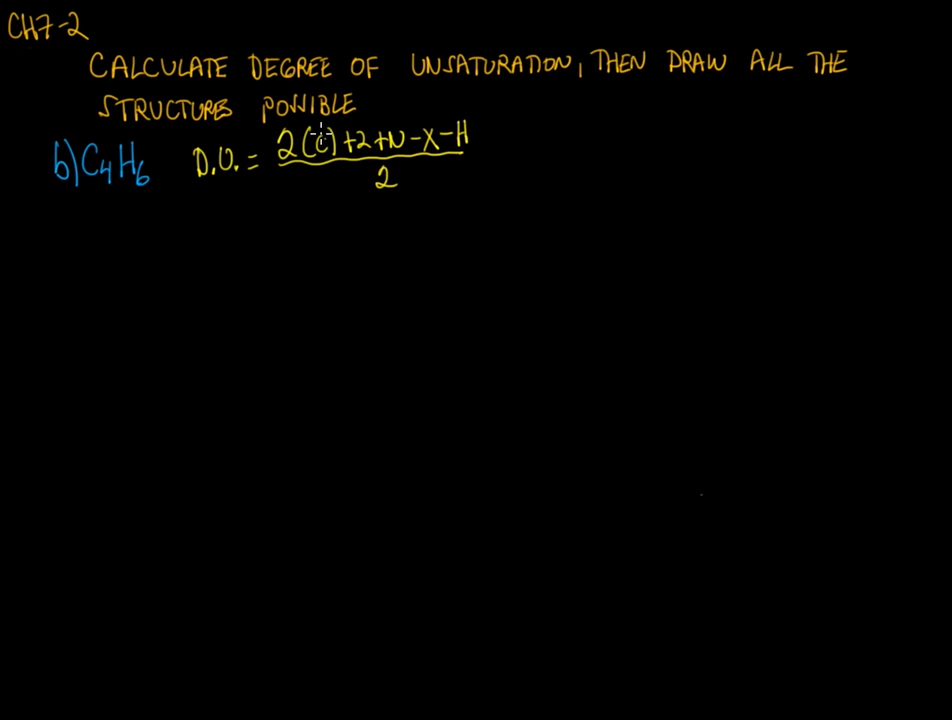 CH7-2
CALCULATE DEGREE OF UNSATURATION, THEN DRAW ALL THE
STRUCTURES POSSIBLE
b) C₄H₆ D.U. = 2(C)+2+N-X-H
2